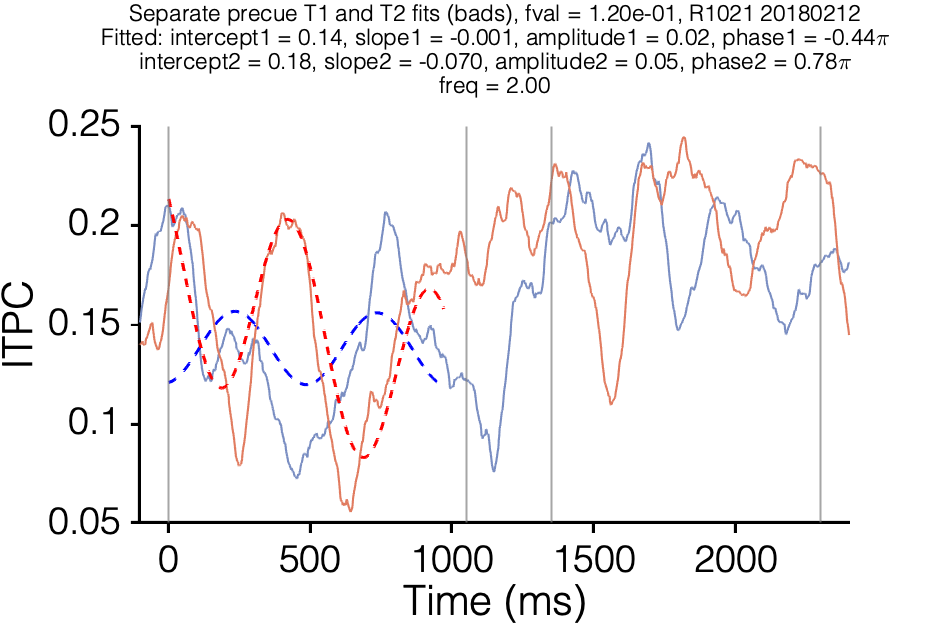 Separate precue T1 and T2 fits (bads), fval = 1.20e-01, R1021 20180212
Fitted: intercept1 = 0.14, slope1 = -0.001, amplitude1 = 0.02, phase1 = -0.44π
intercept2 = 0.18, slope2 = -0.070, amplitude2 = 0.05, phase2 = 0.78π
freq = 2.00
0.25
0.2
0.15
0.1
0.05
ITPC
0 500 1000 1500 2000
Time (ms)